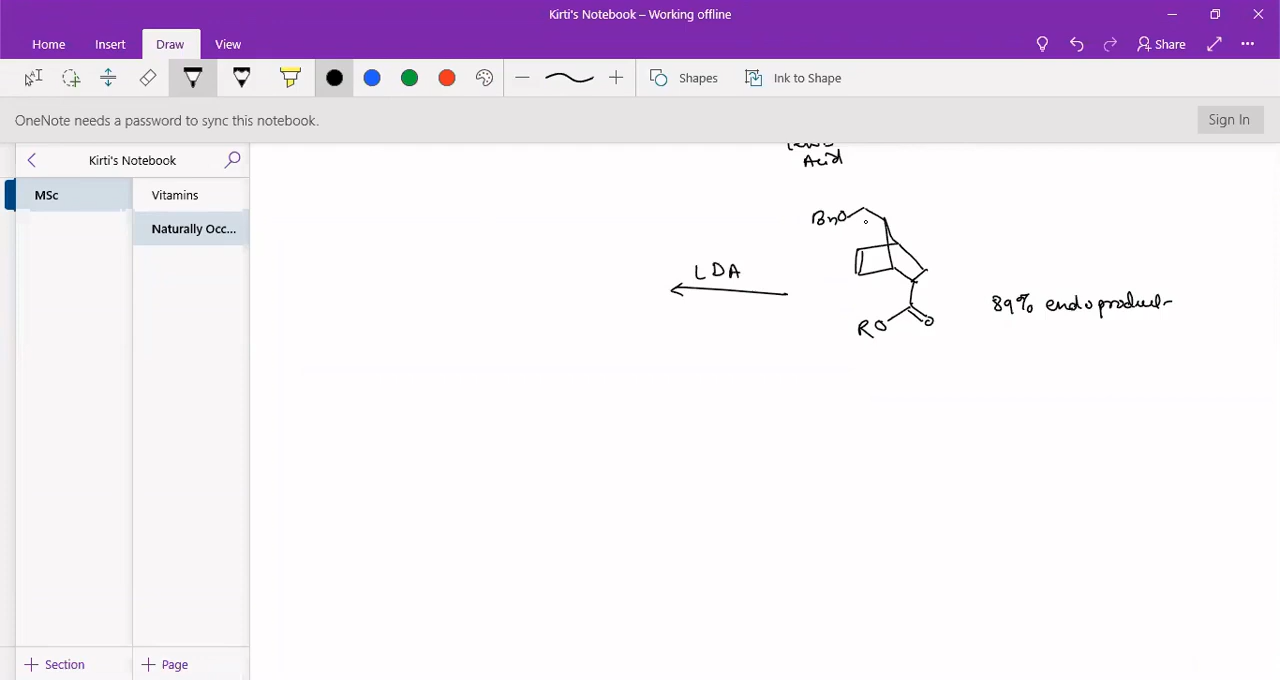 Kirti's Notebook – Working offline
Home Insert Draw View
Share
Shapes Ink to Shape
OneNote needs a password to sync this notebook.
Sign In
Kirti's Notebook
MSc
Vitamins
Naturally Occ...
Acid
BnO
LDA
89% endo product
RO
O
+ Section
+ Page